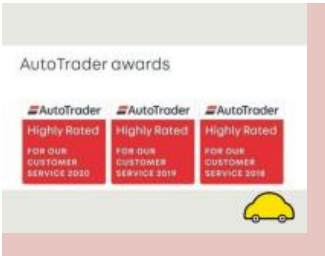 AutoTrader awards
AutoTrader AutoTrader AutoTrader
Highly Rated Highly Rated Highly Rated
FOR OUR FOR OUR FOR OUR
CUSTOMER CUSTOMER CUSTOMER
SERVICE 2020 SERVICE 2019 SERVICE 2018